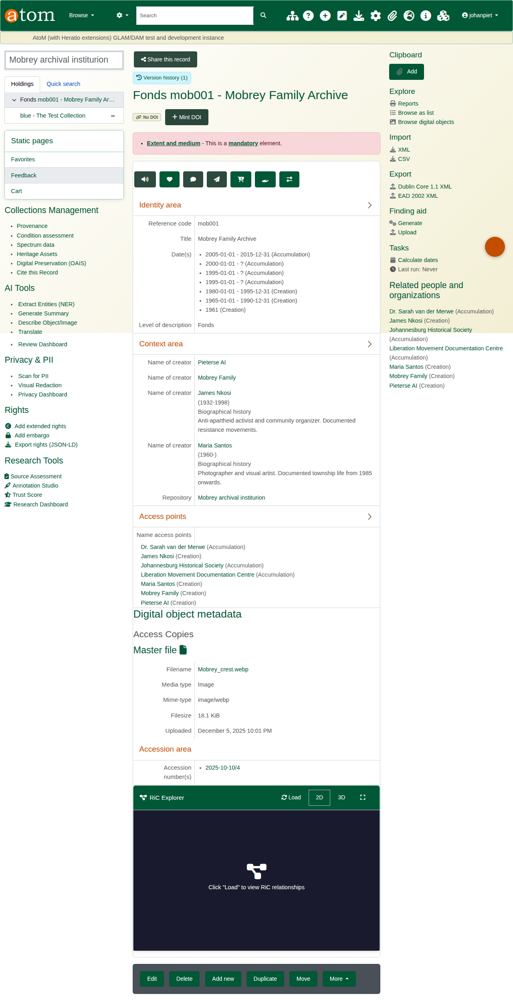 atom
Browse
Search
johanpiet
AtoM (with Heratio extensions) GLAM/DAM test and development instance
Mobrey archival institurion
Holdings
Quick search
Fonds mob001 - Mobrey Family Ar...
blue - The Test Collection
Static pages
Favorites
Feedback
Cart
Collections Management
Provenance
Condition assessment
Spectrum data
Heritage Assets
Digital Preservation (OAIS)
Cite this Record
AI Tools
Extract Entities (NER)
Generate Summary
Describe Object/Image
Translate
Review Dashboard
Privacy & PII
Scan for PII
Visual Redaction
Privacy Dashboard
Rights
Add extended rights
Add embargo
Export rights (JSON-LD)
Research Tools
Source Assessment
Annotation Studio
Trust Score
Research Dashboard
Share this record
Version history (1)
Fonds mob001 - Mobrey Family Archive
No DOI
Mint DOI
Extent and medium - This is a mandatory element.
Identity area
Reference code
mob001
Title
Mobrey Family Archive
Date(s)
2005-01-01 - 2015-12-31 (Accumulation)
2000-01-01 - ? (Accumulation)
1995-01-01 - ? (Accumulation)
1995-01-01 - ? (Accumulation)
1980-01-01 - 1995-12-31 (Creation)
1965-01-01 - 1990-12-31 (Creation)
1961 (Creation)
Level of description
Fonds
Context area
Name of creator
Pieterse AI
Name of creator
Mobrey Family
Name of creator
James Nkosi
(1932-1998)
Biographical history
Anti-apartheid activist and community organizer. Documented
resistance movements.
Name of creator
Maria Santos
(1960-)
Biographical history
Photographer and visual artist. Documented township life from 1985
onwards.
Repository
Mobrey archival institurion
Access points
Name access points
Dr. Sarah van der Merwe (Accumulation)
James Nkosi (Creation)
Johannesburg Historical Society (Accumulation)
Liberation Movement Documentation Centre (Accumulation)
Maria Santos (Creation)
Mobrey Family (Creation)
Pieterse AI (Creation)
Digital object metadata
Access Copies
Master file
Filename
Mobrey_crest.webp
Media type
Image
Mime-type
image/webp
Filesize
18.1 KiB
Uploaded
December 5, 2025 10:01 PM
Accession area
Accession
number(s)
2025-10-10/4
RiC Explorer
Load
2D
3D
Click "Load" to view RiC relationships
Edit
Delete
Add new
Duplicate
Move
More
Clipboard
Add
Explore
Reports
Browse as list
Browse digital objects
Import
XML
CSV
Export
Dublin Core 1.1 XML
EAD 2002 XML
Finding aid
Generate
Upload
Tasks
Calculate dates
Last run: Never
Related people and
organizations
Dr. Sarah van der Merwe (Accumulation)
James Nkosi (Creation)
Johannesburg Historical Society
(Accumulation)
Liberation Movement Documentation Centre
(Accumulation)
Maria Santos (Creation)
Mobrey Family (Creation)
Pieterse AI (Creation)